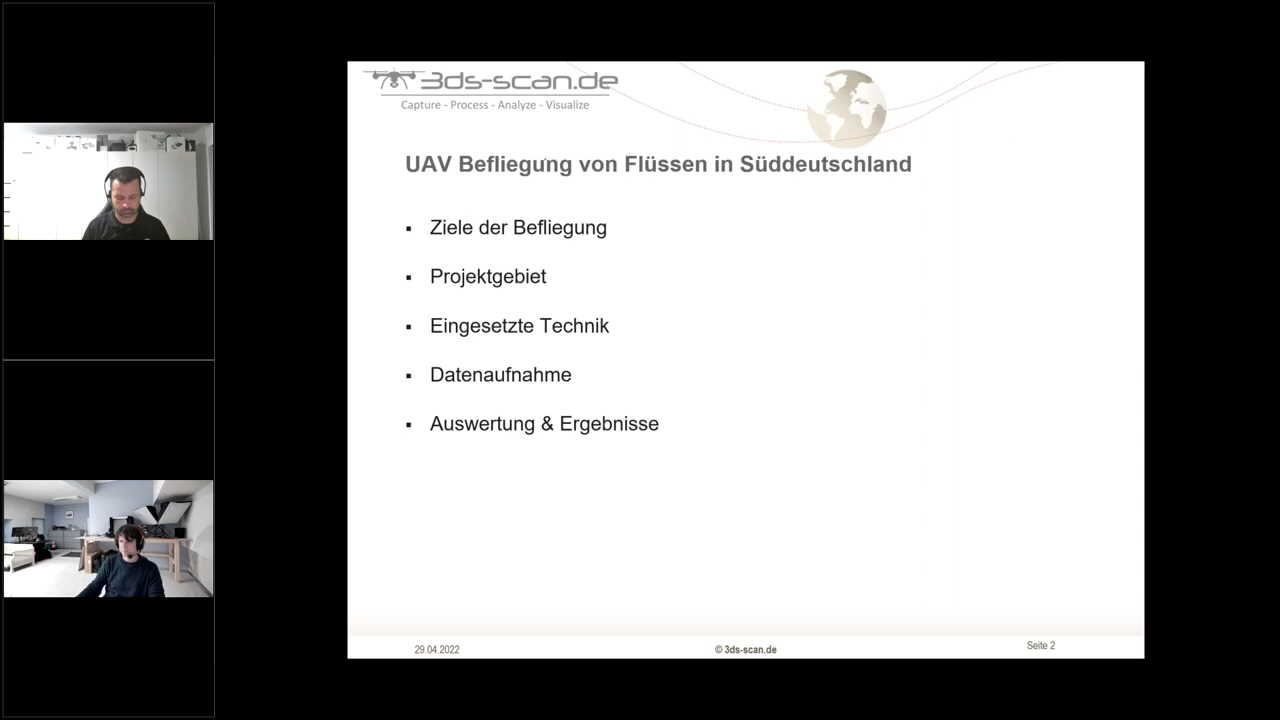 3ds-scan.de
Capture - Process - Analyze - Visualize
UAV Befliegung von Flüssen in Süddeutschland
▪ Ziele der Befliegung
▪ Projektgebiet
▪ Eingesetzte Technik
▪ Datenaufnahme
▪ Auswertung & Ergebnisse
29.04.2022
© 3ds-scan.de
Seite 2